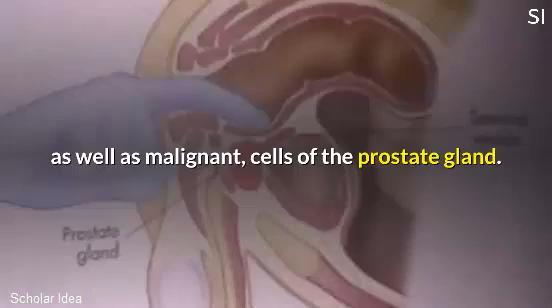 SI
as well as malignant, cells of the prostate gland.
Prostate
gland
Scholar Idea